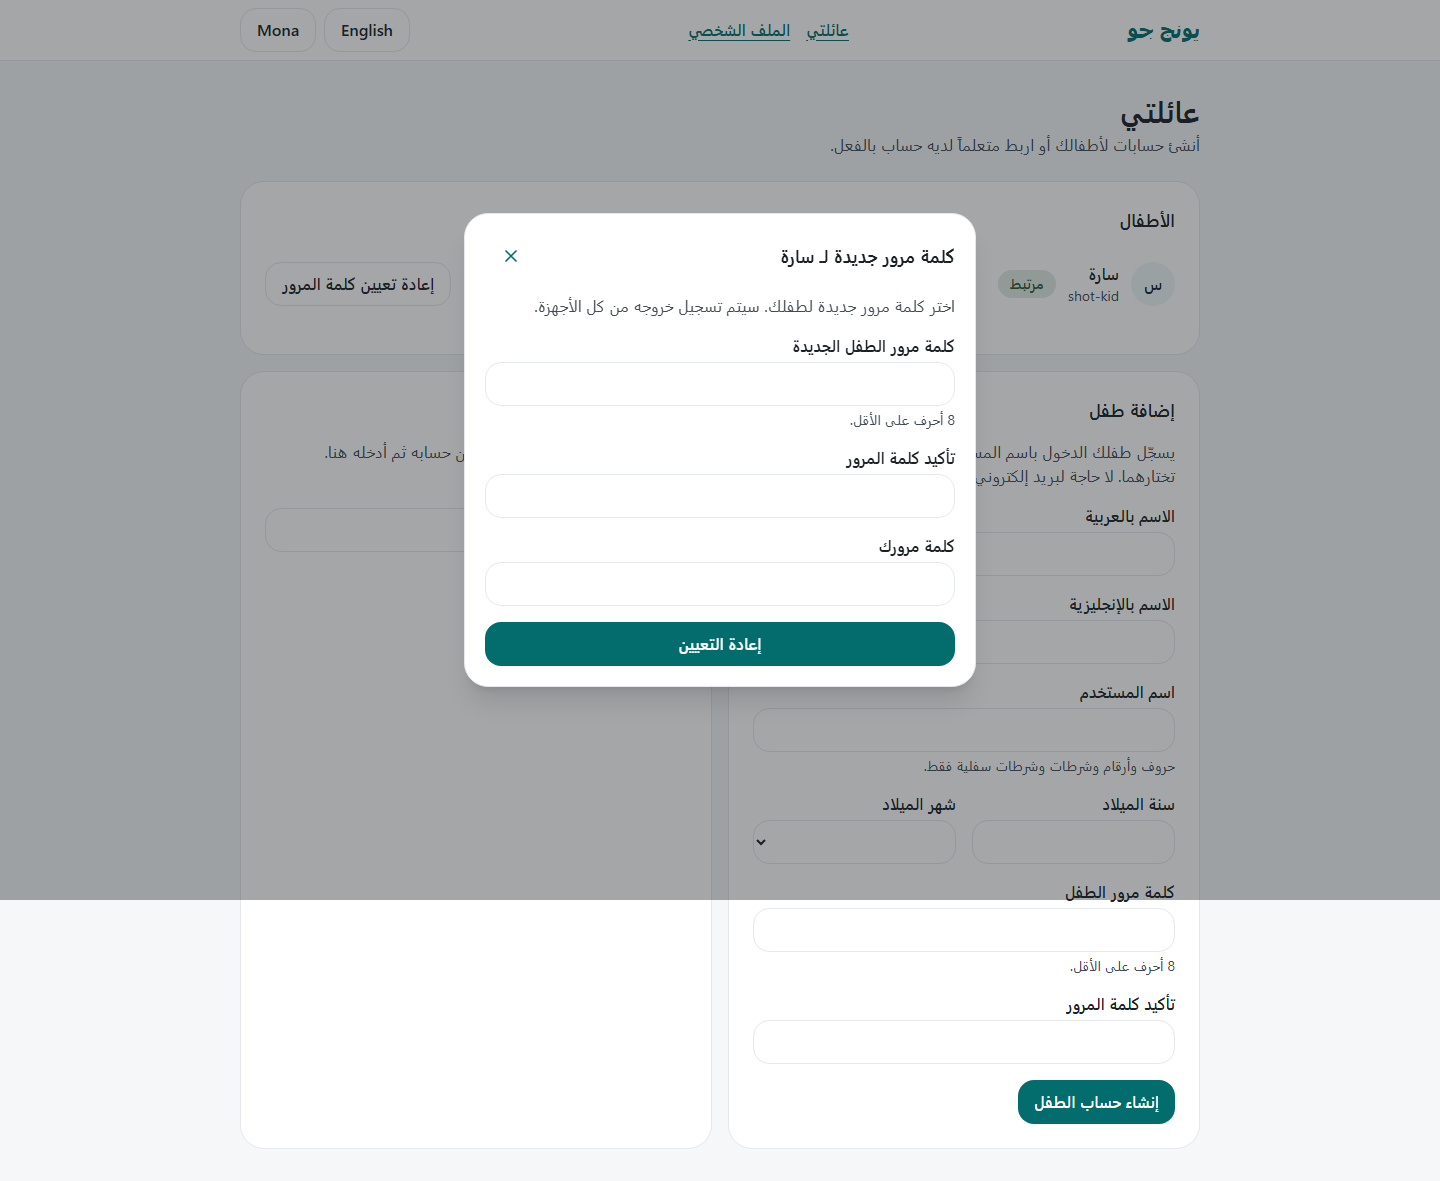 يونج جو
عائلتي
الملف الشخصي
English
Mona
عائلتي
أنشئ حسابات لأطفالك أو اربط متعلماً لديه حساب بالفعل.
الأطفال
س
سارة
shot-kid
مرتبط
إعادة تعيين كلمة المرور
كلمة مرور جديدة لـ سارة
اختر كلمة مرور جديدة لطفلك. سيتم تسجيل خروجه من كل الأجهزة.
كلمة مرور الطفل الجديدة
8 أحرف على الأقل.
تأكيد كلمة المرور
كلمة مرورك
إعادة التعيين
إضافة طفل
يسجّل طفلك الدخول باسم
تختارهما. لا حاجة لبريد إلكتروني
الاسم بالعربية
الاسم بالإنجليزية
اسم المستخدم
حروف وأرقام وشرطات وشرطات سفلية فقط.
سنة الميلاد
شهر الميلاد
كلمة مرور الطفل
8 أحرف على الأقل.
تأكيد كلمة المرور
إنشاء حساب الطفل
حسابه ثم أدخله هنا.